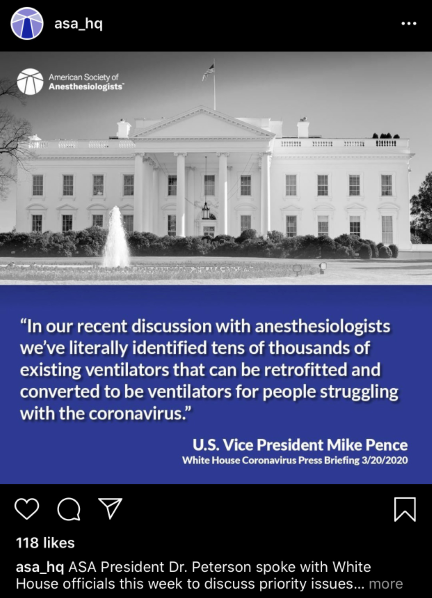 asa_hq
American Society of
Anesthesiologists
“In our recent discussion with anesthesiologists
we’ve literally identified tens of thousands of
existing ventilators that can be retrofitted and
converted to be ventilators for people struggling
with the coronavirus.”
U.S. Vice President Mike Pence
White House Coronavirus Press Briefing 3/20/2020
118 likes
asa_hq ASA President Dr. Peterson spoke with White
House officials this week to discuss priority issues... more